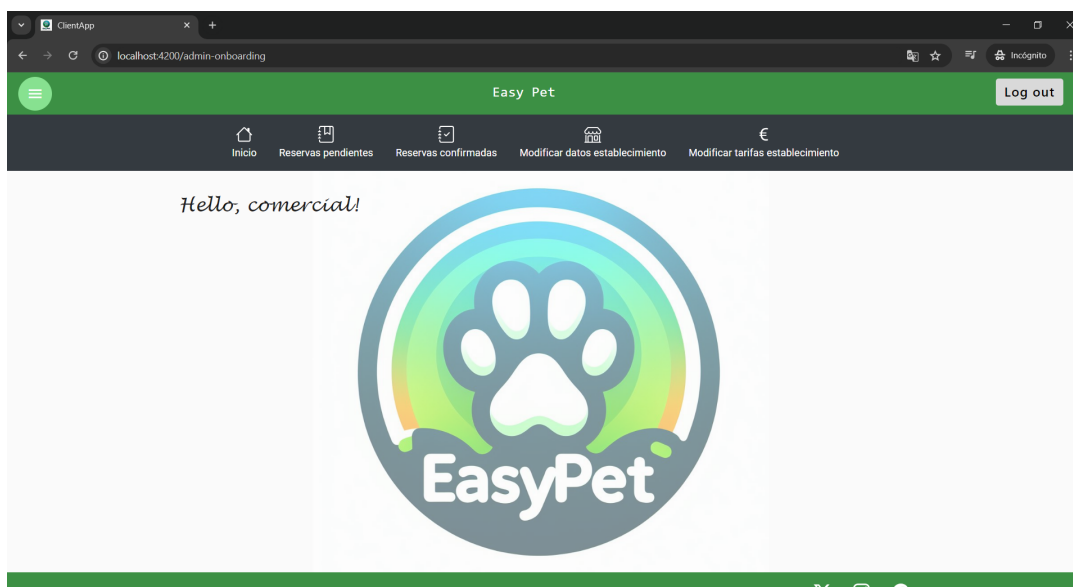 ClientApp
localhost:4200/admin-onboarding
Incógnito
Easy Pet
Log out
Inicio
Reservas pendientes
Reservas confirmadas
Modificar datos establecimiento
€
Modificar tarifas establecimiento
Hello, comercial!
EasyPet